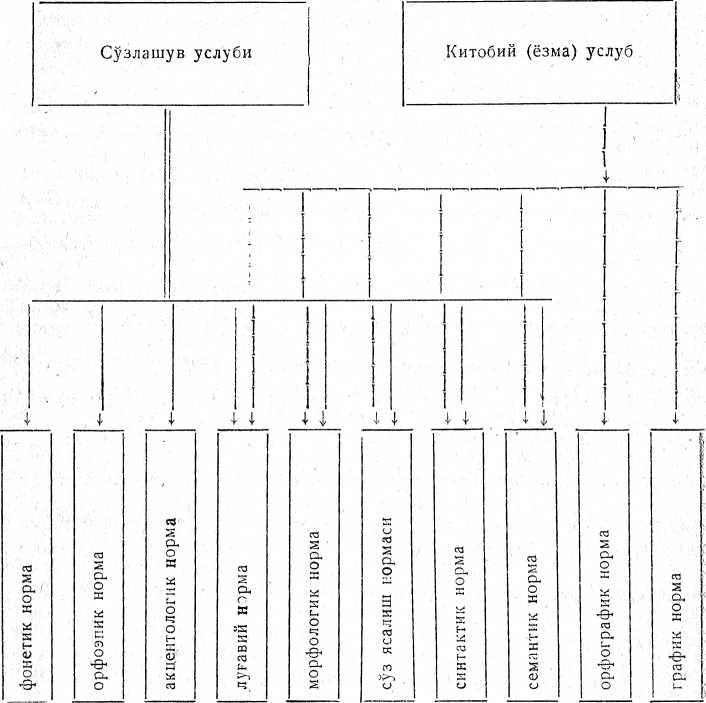 Сўзлашув услуби
Китобий (ёзма) услуб
фонетик норма
орфоэпик норма
акцентологик норма
луғавий норма
морфологик норма
сўз ясалиш нормаси
синтактик норма
семантик норма
орфографик норма
график норма